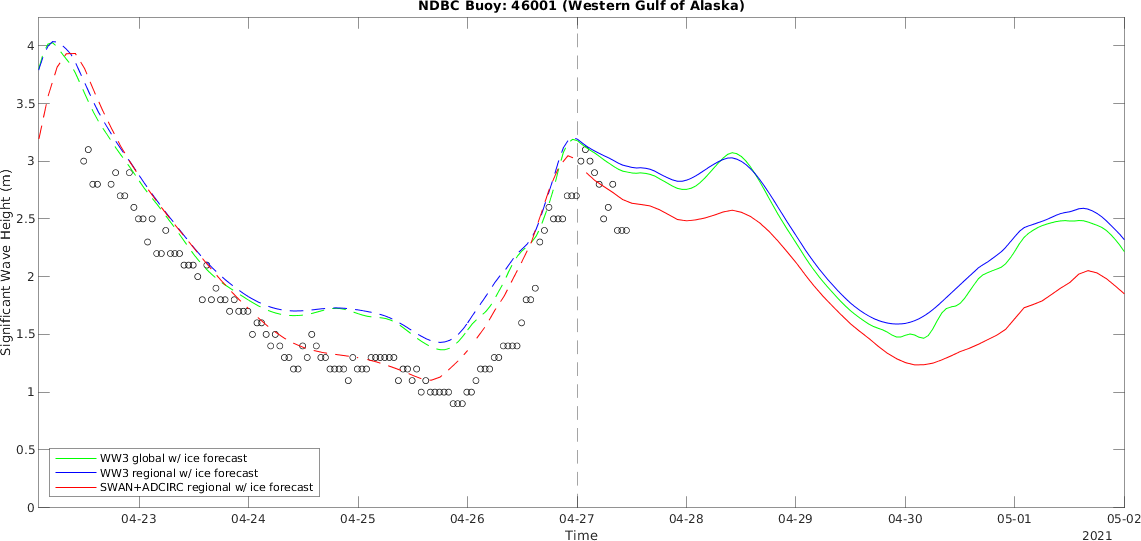 NDBC Buoy: 46001 (Western Gulf of Alaska)
Significant Wave Height (m)
4
3.5
3
2.5
2
1.5
1
0.5
0
WW3 global w/ ice forecast
WW3 regional w/ ice forecast
SWAN+ADCIRC regional w/ ice forecast
04-23 04-24 04-25 04-26 04-27 04-28 04-29 04-30 05-01 05-02
Time
2021